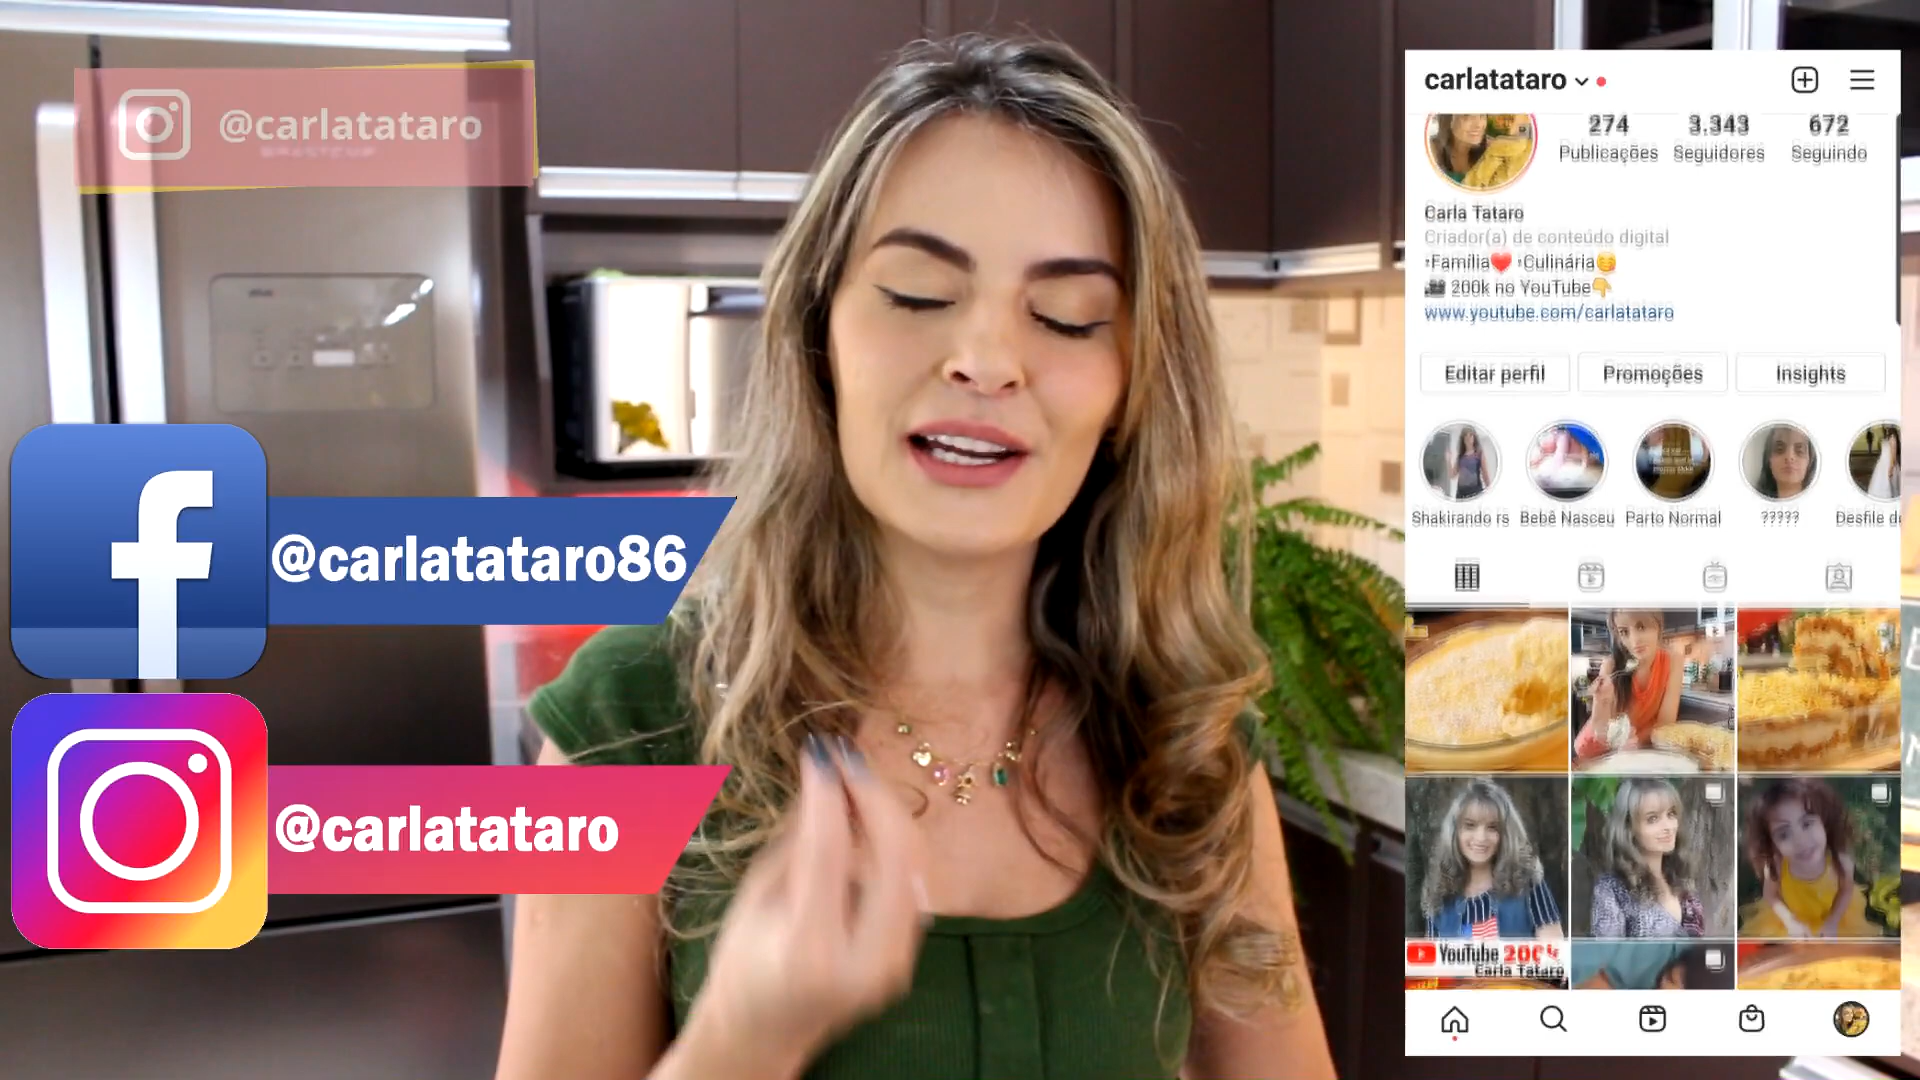 @carlatataro
@carlatataro86
@carlatataro
carlatataro
274
3.343
672
Publicações
Seguidores
Seguindo
Carla Tataro
Criador(a) de conteúdo digital
•Família❤️ •Culinária😋
🎥 200k no YouTube👇
www.youtube.com/carlatataro
Editar perfil
Promoções
Insights
Shakirando rs
Bebê Nasceu
Parto Normal
?????
Desfile d
YouTube 200k
Carla Tataro